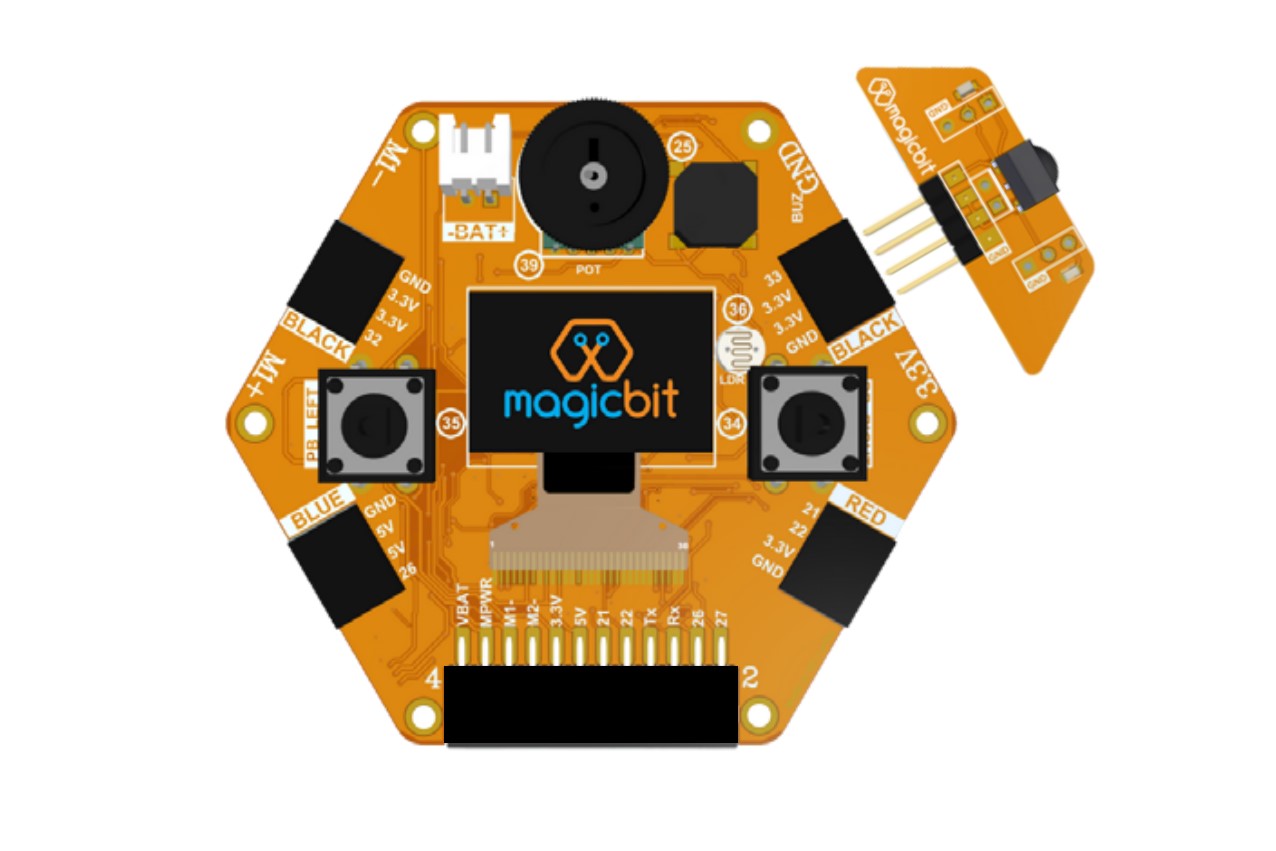 M1-
-BAT+
25
GND
BUZ
39
POT
GND
3.3V
3.3V
32
BLACK
33
3.3V
3.3V
GND
BLACK
36
LDR
magicbit
M1+
3.3V
PB_LEFT
35
34
BLUE
GND
5V
5V
26
RED
21
22
3.3V
GND
1
30
VBAT
MPWR
M1-
M2-
3.3V
5V
21
22
Tx
Rx
26
27
4
2
magicbit
GND
GND
GND